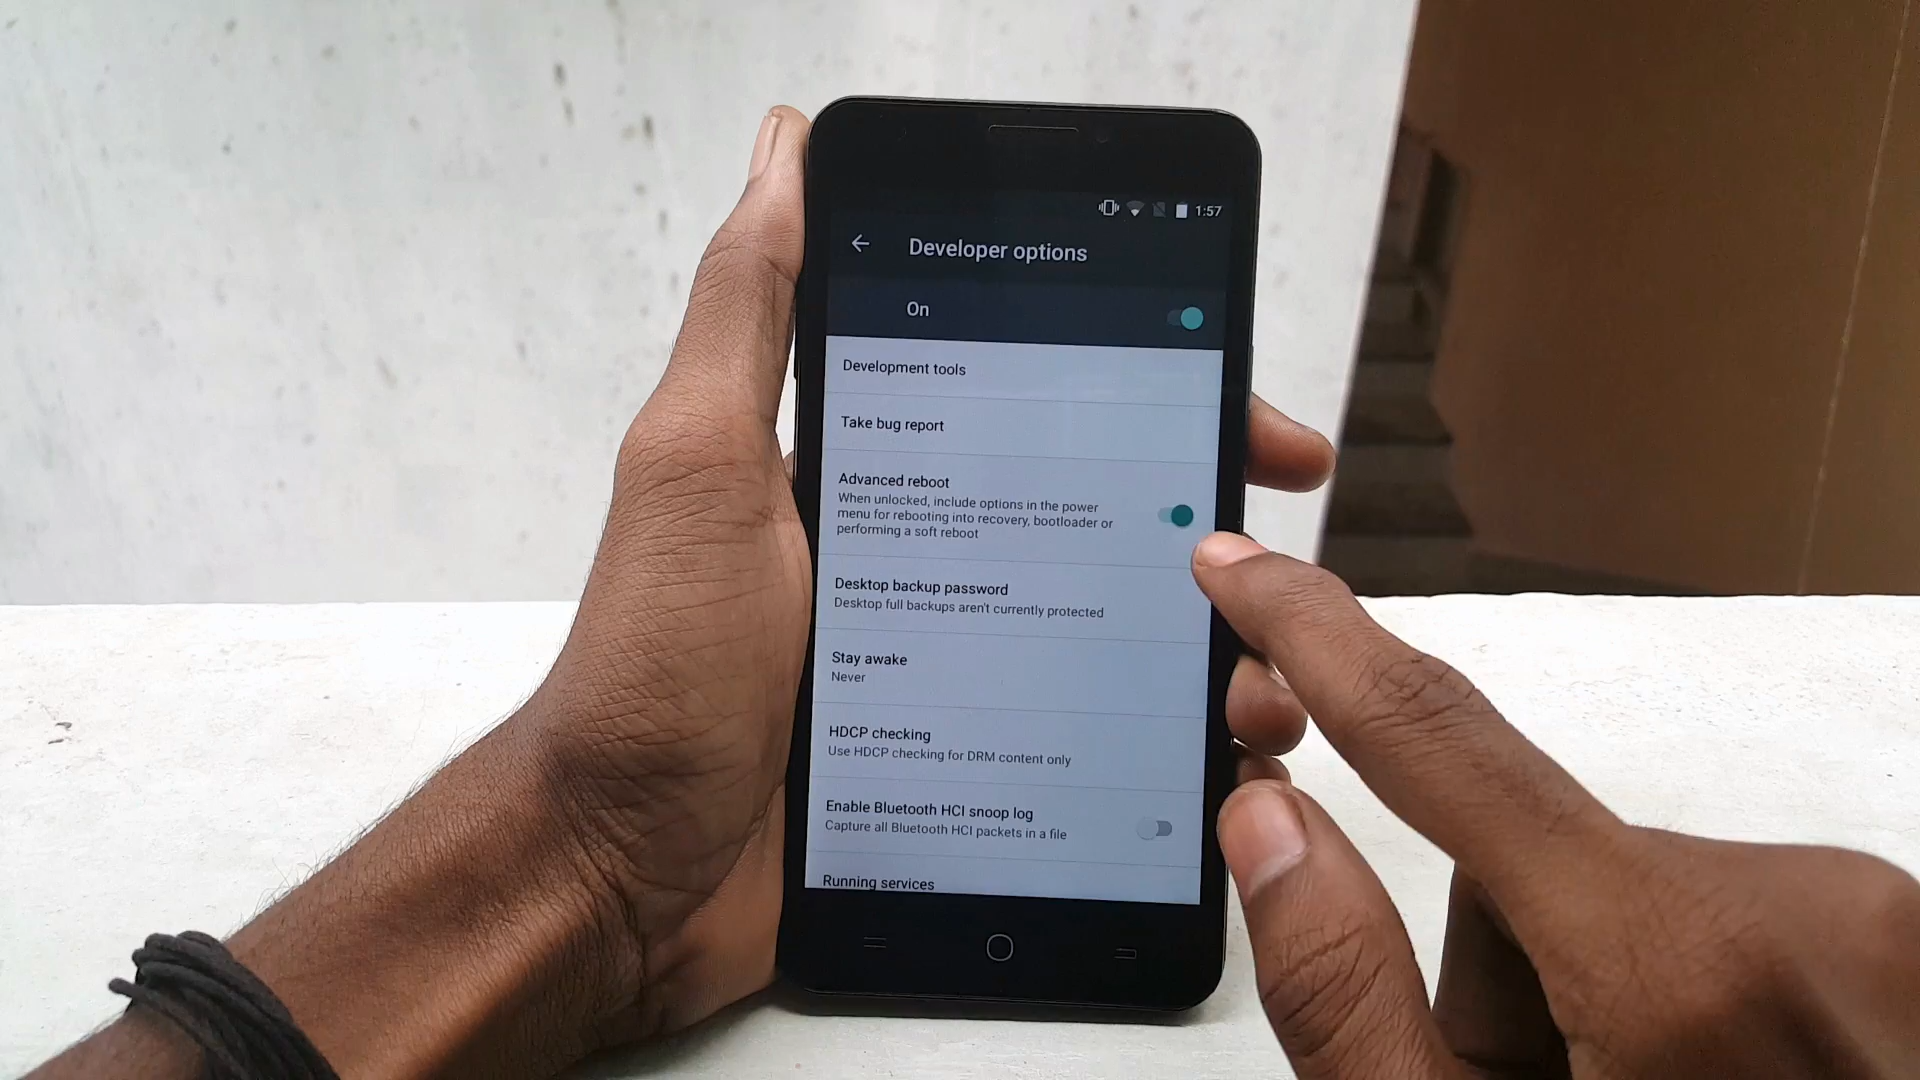 1:57
Developer options
On
Development tools
Take bug report
Advanced reboot
When unlocked, include options in the power
menu for rebooting into recovery, bootloader or
performing a soft reboot
Desktop backup password
Desktop full backups aren't currently protected
Stay awake
Never
HDCP checking
Use HDCP checking for DRM content only
Enable Bluetooth HCI snoop log
Capture all Bluetooth HCI packets in a file
Running services